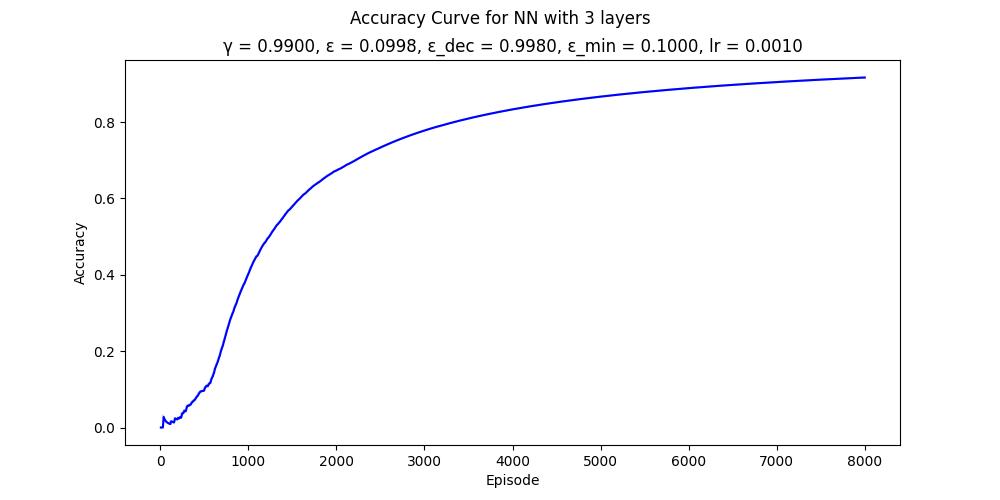 Accuracy Curve for NN with 3 layers
γ = 0.9900, ε = 0.0998, ε_dec = 0.9980, ε_min = 0.1000, lr = 0.0010
0.8
0.6
0.4
0.2
0.0
Accuracy
0 1000 2000 3000 4000 5000 6000 7000 8000
Episode